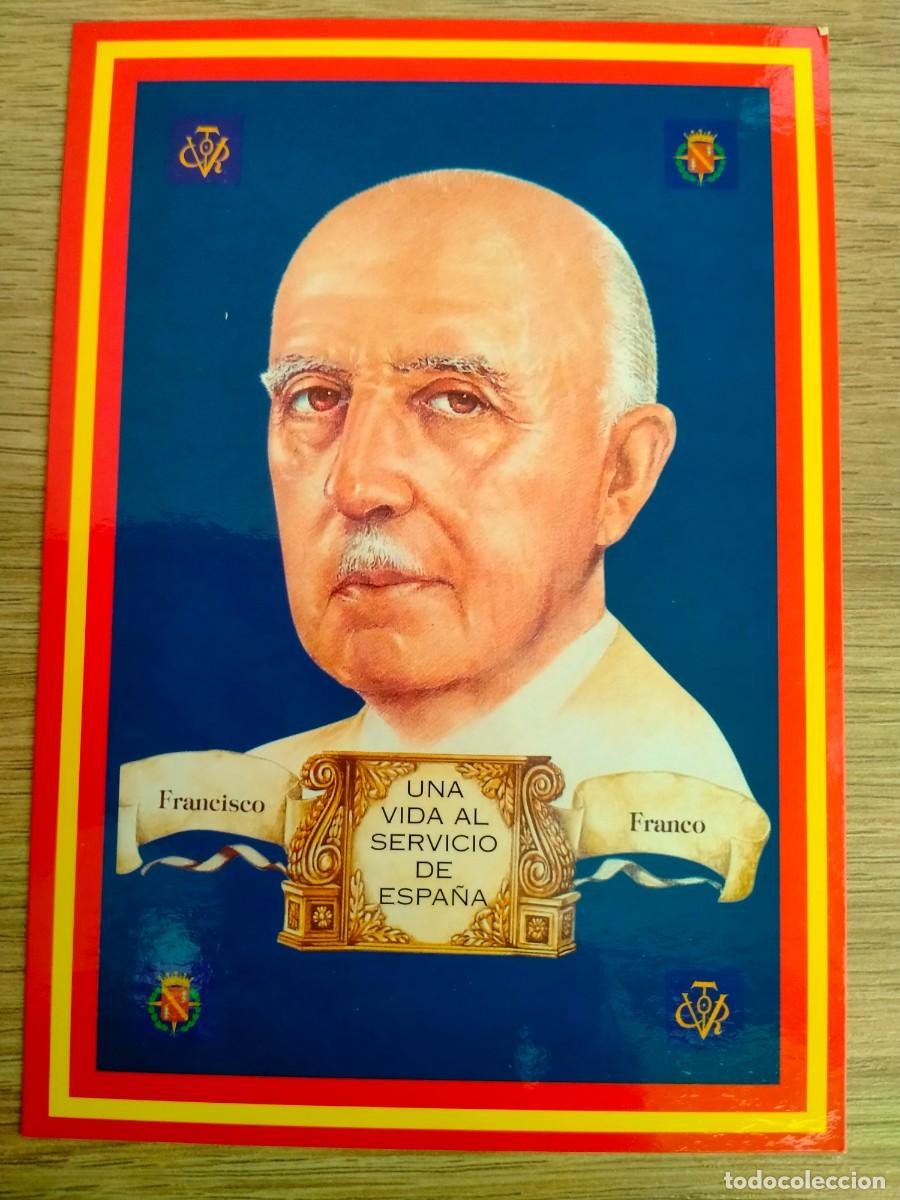 Francisco
UNA
VIDA AL
SERVICIO
DE
ESPAÑA
Franco
todocoleccion